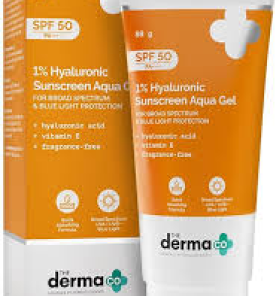 SPF 50
1% Hyaluronic
Sunscreen Aqua G
FOR BROAD SPECTRUM
& BLUE LIGHT PROTECTION
• hyaluronic acid
• vitamin E
• fragrance-free
THE
derma co
80 g
SPF 50
1% Hyaluronic
Sunscreen Aqua Gel
FOR BROAD SPECTRUM
& BLUE LIGHT PROTECTION
• hyaluronic acid
• vitamin E
• fragrance-free
THE
derma co